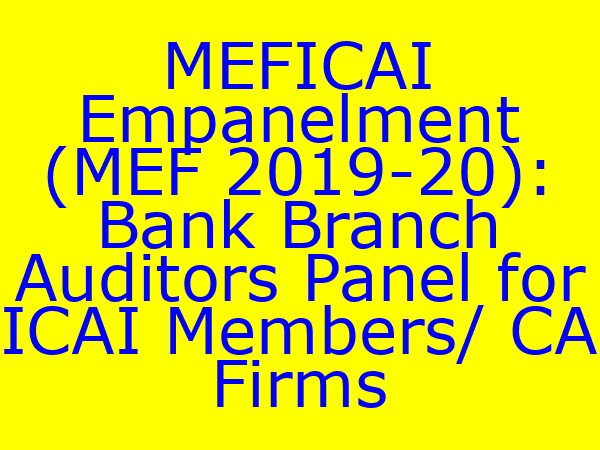 MEFICAI
Empanelment
(MEF 2019-20):
Bank Branch
Auditors Panel for
ICAI Members/ CA
Firms